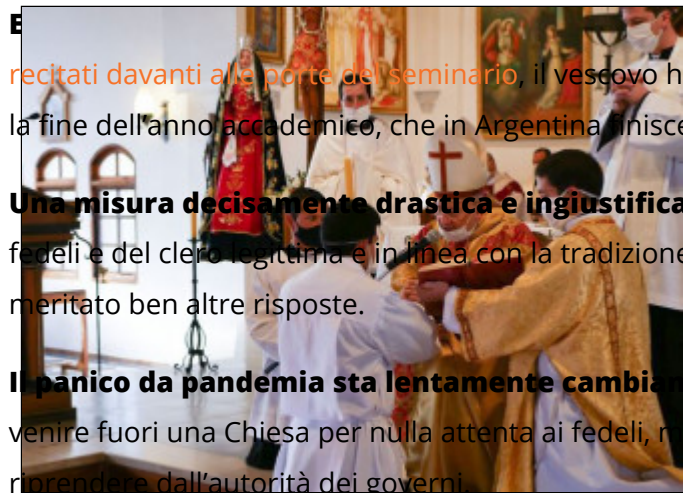 E
recitati davanti alle porte del seminario, il vescovo h
la fine dell'anno accademico, che in Argentina finisce
Una misura decisamente drastica e ingiustifica
fedeli e del clero legittima e in linea con la tradizione
meritato ben altre risposte.
Il panico da pandemia sta lentamente cambian
venire fuori una Chiesa per nulla attenta ai fedeli, m
riprendere dall'autorità dei governi.